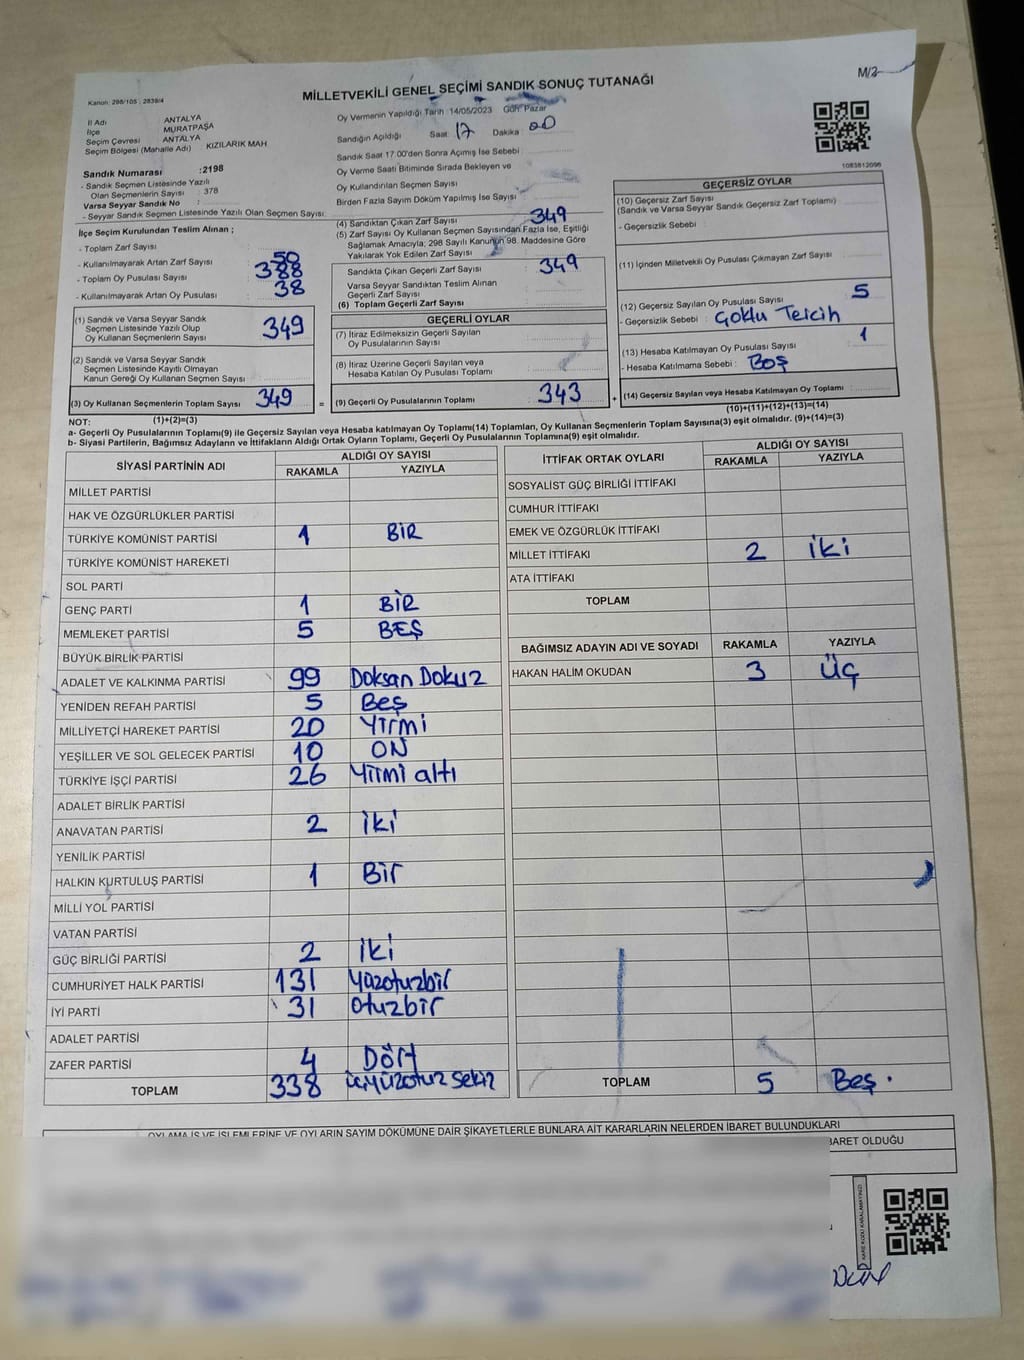 M/2
Kanun: 298/105 : 2839/4
MİLLETVEKİLİ GENEL SEÇİMİ SANDIK SONUÇ TUTANAĞI
İl Adı ANTALYA
İlçe MURATPAŞA
Seçim Çevresi ANTALYA
Seçim Bölgesi (Mahalle Adı) KIZILARIK MAH
Sandık Numarası :2198
- Sandık Seçmen Listesinde Yazılı
Olan Seçmenlerin Sayısı : 378
Varsa Seyyar Sandık No :
- Seyyar Sandık Seçmen Listesinde Yazılı Olan Seçmen Sayısı:
Oy Vermenin Yapıldığı Tarih :14/05/2023 Gün: Pazar
Sandığın Açıldığı Saat 17 Dakika 00
Sandık Saat 17:00'den Sonra Açımış İse Sebebi :
Oy Verme Saati Bitiminde Sırada Bekleyen ve
Oy Kullandırılan Seçmen Sayısı
Birden Fazla Sayım Döküm Yapılmış İse Sayısı
1083812098
İlçe Seçim Kurulundan Teslim Alınan ;
- Toplam Zarf Sayısı
- Kullanılmayarak Artan Zarf Sayısı 50
- Toplam Oy Pusulası Sayısı 388
- Kullanılmayarak Artan Oy Pusulası 38
(1) Sandık ve Varsa Seyyar Sandık
Seçmen Listesinde Yazılı Olup
Oy Kullanan Seçmenlerin Sayısı 349
(2) Sandık ve Varsa Seyyar Sandık
Seçmen Listesinde Kayıtlı Olmayan
Kanun Gereği Oy Kullanan Seçmen Sayısı
(3) Oy Kullanan Seçmenlerin Toplam Sayısı 349 =
(4) Sandıktan Çıkan Zarf Sayısı 349
(5) Zarf Sayısı Oy Kullanan Seçmen Sayısından Fazla İse, Eşitliği
Sağlamak Amacıyla; 298 Sayılı Kanunun 98. Maddesine Göre
Yakılarak Yok Edilen Zarf Sayısı
Sandıkta Çıkan Geçerli Zarf Sayısı 349
Varsa Seyyar Sandıktan Teslim Alınan
Geçerli Zarf Sayısı
(6) Toplam Geçerli Zarf Sayısı
GEÇERLİ OYLAR
(7) İtiraz Edilmeksizin Geçerli Sayılan
Oy Pusulalarının Sayısı
(8) İtiraz Üzerine Geçerli Sayılan veya
Hesaba Katılan Oy Pusulası Toplamı
(9) Geçerli Oy Pusulalarının Toplamı 343 +
GEÇERSİZ OYLAR
(10) Geçersiz Zarf Sayısı
(Sandık ve Varsa Seyyar Sandık Geçersiz Zarf Toplamı)
- Geçersizlik Sebebi :
(11) İçinden Milletvekili Oy Pusulası Çıkmayan Zarf Sayısı
(12) Geçersiz Sayılan Oy Pusulası Sayısı 5
- Geçersizlik Sebebi : Çoklu Tercih
(13) Hesaba Katılmayan Oy Pusulası Sayısı 1
- Hesaba Katılmama Sebebi : Boş
(14) Geçersiz Sayılan veya Hesaba Katılmayan Oy Toplamı :
NOT: (1)+(2)=(3) (10)+(11)+(12)+(13)=(14)
a- Geçerli Oy Pusulalarının Toplamı(9) ile Geçersiz Sayılan veya Hesaba katılmayan Oy Toplamı(14) Toplamları, Oy Kullanan Seçmenlerin Toplam Sayısına(3) eşit olmalıdır. (9)+(14)=(3)
b- Siyasi Partilerin, Bağımsız Adayların ve İttifakların Aldığı Ortak Oyların Toplamı, Geçerli Oy Pusulalarının Toplamına(9) eşit olmalıdır.
SİYASİ PARTİNİN ADI ALDIĞI OY SAYISI
RAKAMLA YAZIYLA
MİLLET PARTİSİ
HAK VE ÖZGÜRLÜKLER PARTİSİ
TÜRKİYE KOMÜNİST PARTİSİ 1 BİR
TÜRKİYE KOMÜNİST HAREKETİ
SOL PARTİ
GENÇ PARTİ 1 BİR
MEMLEKET PARTİSİ 5 BEŞ
BÜYÜK BİRLİK PARTİSİ
ADALET VE KALKINMA PARTİSİ 99 Doksan Dokuz
YENİDEN REFAH PARTİSİ 5 Beş
MİLLİYETÇİ HAREKET PARTİSİ 20 Yirmi
YEŞİLLER VE SOL GELECEK PARTİSİ 10 ON
TÜRKİYE İŞÇİ PARTİSİ 26 Yirmi altı
ADALET BİRLİK PARTİSİ
ANAVATAN PARTİSİ 2 iki
YENİLİK PARTİSİ
HALKIN KURTULUŞ PARTİSİ 1 Bir
MİLLİ YOL PARTİSİ
VATAN PARTİSİ
GÜÇ BİRLİĞİ PARTİSİ 2 iki
CUMHURİYET HALK PARTİSİ 131 Yüzotuzbir
İYİ PARTİ 31 Otuzbir
ADALET PARTİSİ
ZAFER PARTİSİ 4 Dört
TOPLAM 338 üçyüzotuz sekiz
İTTİFAK ORTAK OYLARI ALDIĞI OY SAYISI
RAKAMLA YAZIYLA
SOSYALİST GÜÇ BİRLİĞİ İTTİFAKI
CUMHUR İTTİFAKI
EMEK VE ÖZGÜRLÜK İTTİFAKI
MİLLET İTTİFAKI 2 iki
ATA İTTİFAKI
TOPLAM
BAĞIMSIZ ADAYIN ADI VE SOYADI RAKAMLA YAZIYLA
HAKAN HALİM OKUDAN 3 Üç
TOPLAM 5 Beş.
OYLAMA İŞ VE İŞLEMLERİNE VE OYLARIN SAYIM DÖKÜMÜNE DAİR ŞİKAYETLERLE BUNLARA AİT KARARLARIN NELERDEN İBARET BULUNDUKLARI
BARET OLDUĞU
KARE KODU KARALAMAYINIZ!